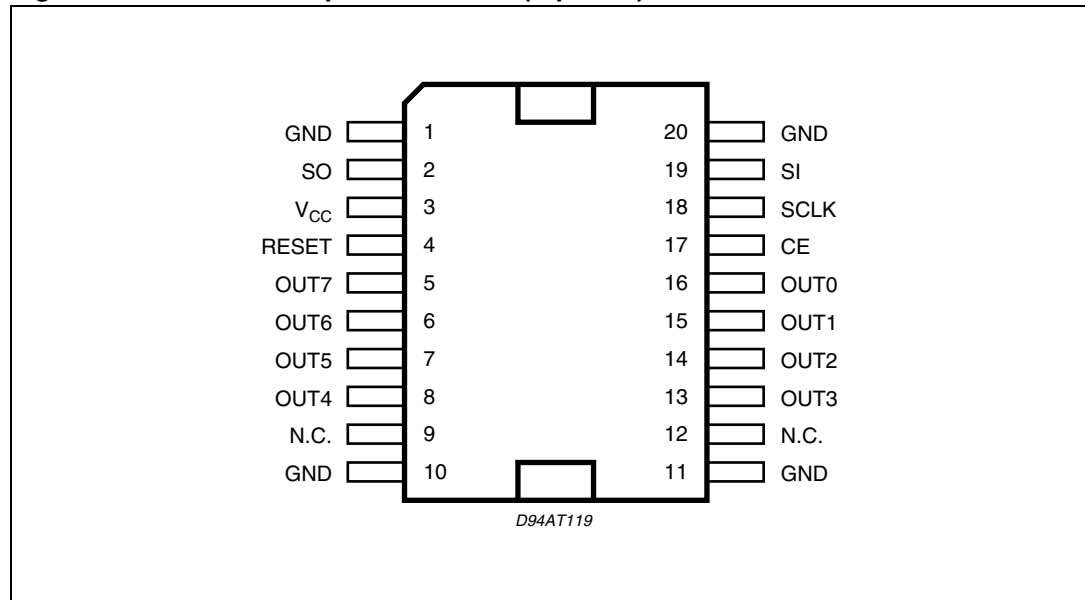 GND 1 20 GND
SO 2 19 SI
VCC 3 18 SCLK
RESET 4 17 CE
OUT7 5 16 OUT0
OUT6 6 15 OUT1
OUT5 7 14 OUT2
OUT4 8 13 OUT3
N.C. 9 12 N.C.
GND 10 11 GND
D94AT119